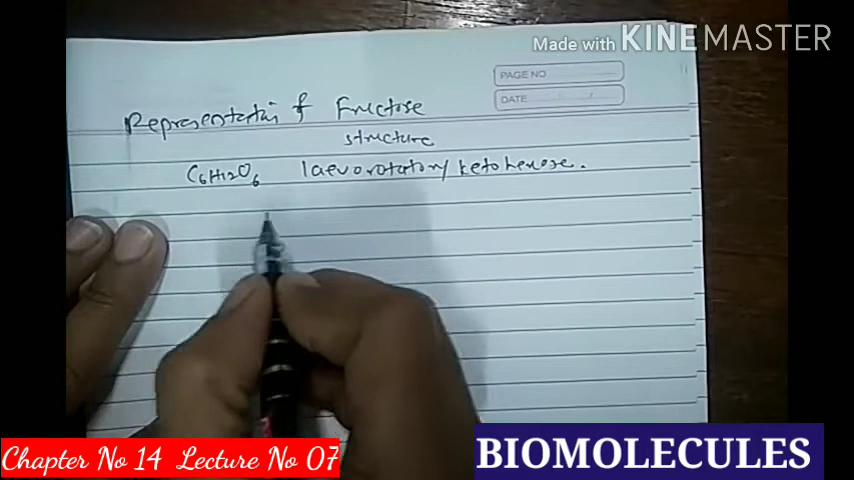 Made with KINEMASTER
PAGE NO
DATE
Representation of Fructose
structure
C6H12O6 laevorotatory ketohexose.
Chapter No 14 Lecture No 07
BIOMOLECULES